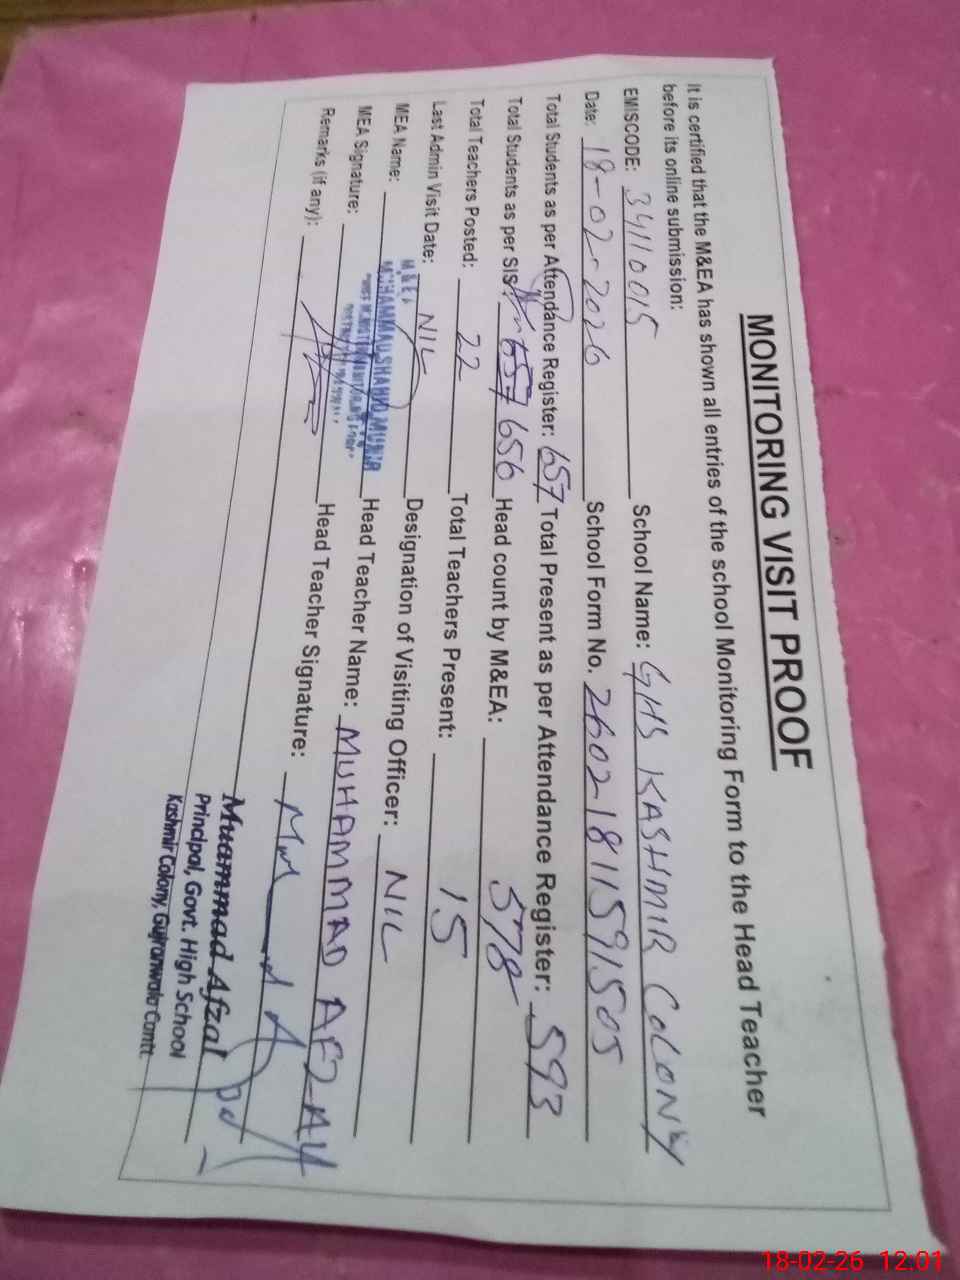 MONITORING VISIT PROOF
It is certified that the M&EA has shown all entries of the school Monitoring Form to the Head Teacher
before its online submission:
EMISCODE: 34110015 School Name: GHS KASHMIR COLONY
Date: 18-02-2026 School Form No. 2602181159 1505
Total Students as per Attendance Register: 657 Total Present as per Attendance Register: 593
Total Students as per SIS: 657 656 Head count by M&EA: 578
Total Teachers Posted: 22 Total Teachers Present: 15
Last Admin Visit Date: NIL Designation of Visiting Officer: NIL
MEA Name: MUHAMMAD SHAHID MUNIR Head Teacher Name: MUHAMMAD AFZAL
MEA Signature: Head Teacher Signature:
Remarks (if any):
Muammad Afzal
Principal, Govt. High School
Kashmir Colony, Gujranwala Cantt.
18-02-26 12.01